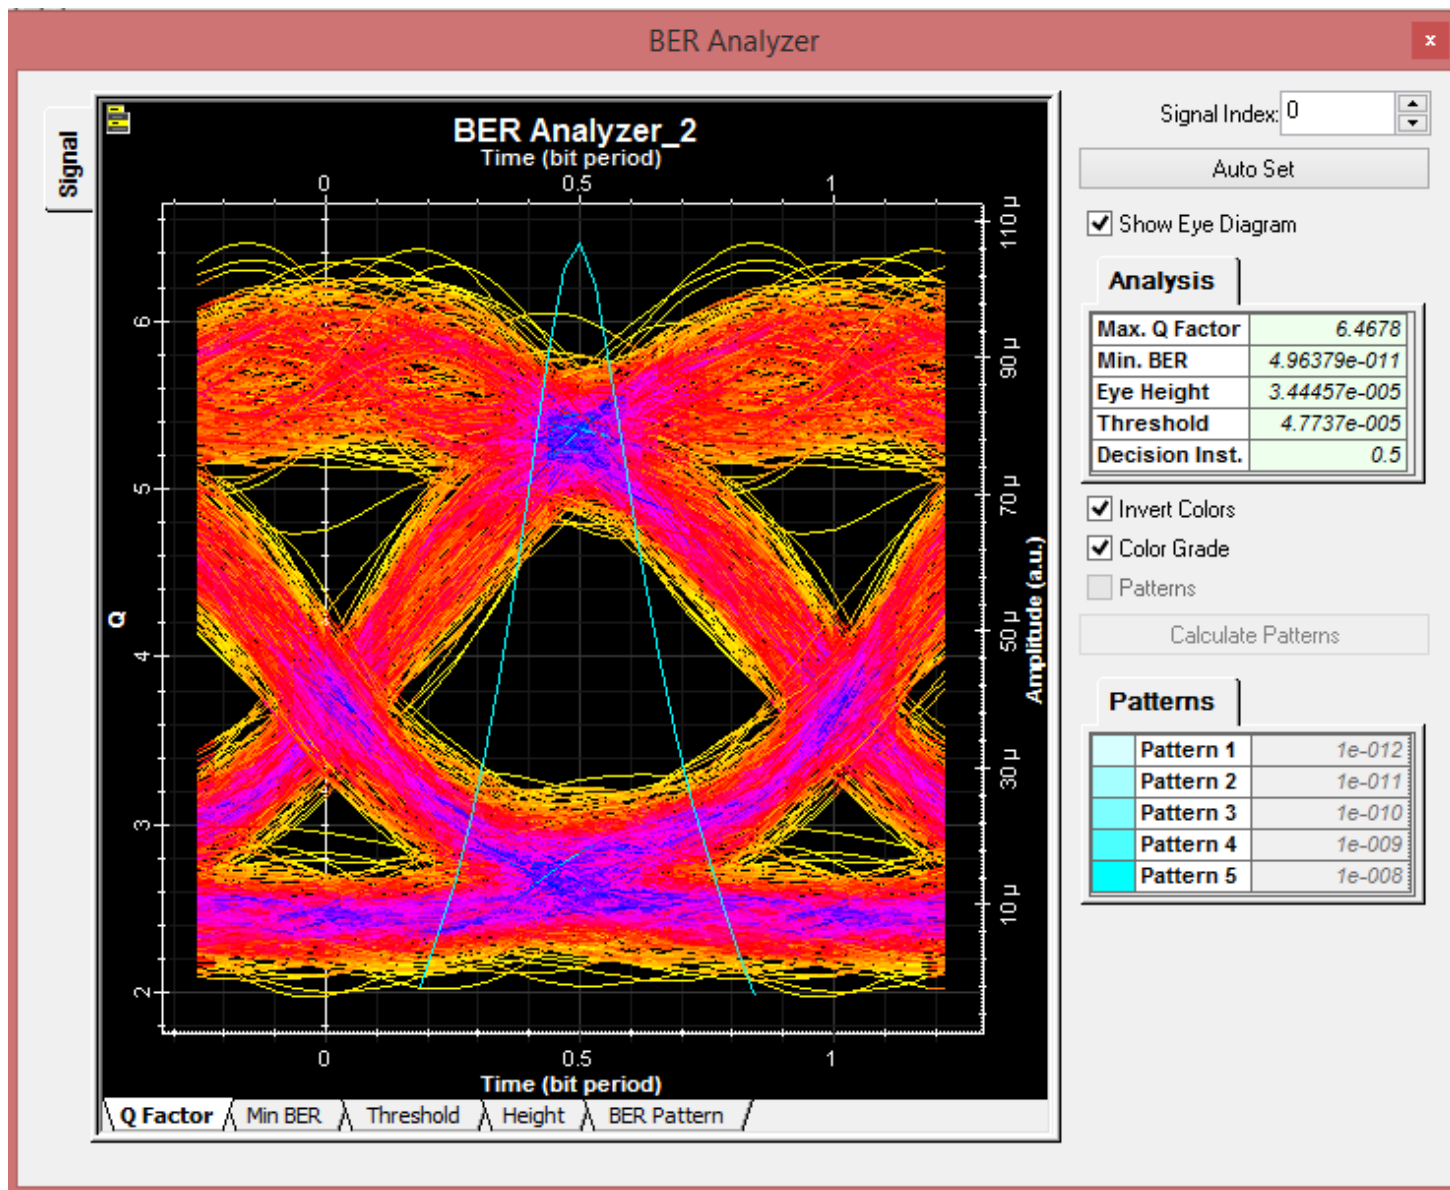 BER Analyzer
x
Signal
BER Analyzer_2
Time (bit period)
0 0.5 1
Q
6
5
4
3
2
110 µ
90 µ
70 µ
50 µ
30 µ
10 µ
Amplitude (a.u.)
0 0.5 1
Time (bit period)
Q Factor Min BER Threshold Height BER Pattern
Signal Index: 0
Auto Set
Show Eye Diagram
Analysis
Max. Q Factor 6.4678
Min. BER 4.96379e-011
Eye Height 3.44457e-005
Threshold 4.7737e-005
Decision Inst. 0.5
Invert Colors
Color Grade
Patterns
Calculate Patterns
Patterns
Pattern 1 1e-012
Pattern 2 1e-011
Pattern 3 1e-010
Pattern 4 1e-009
Pattern 5 1e-008